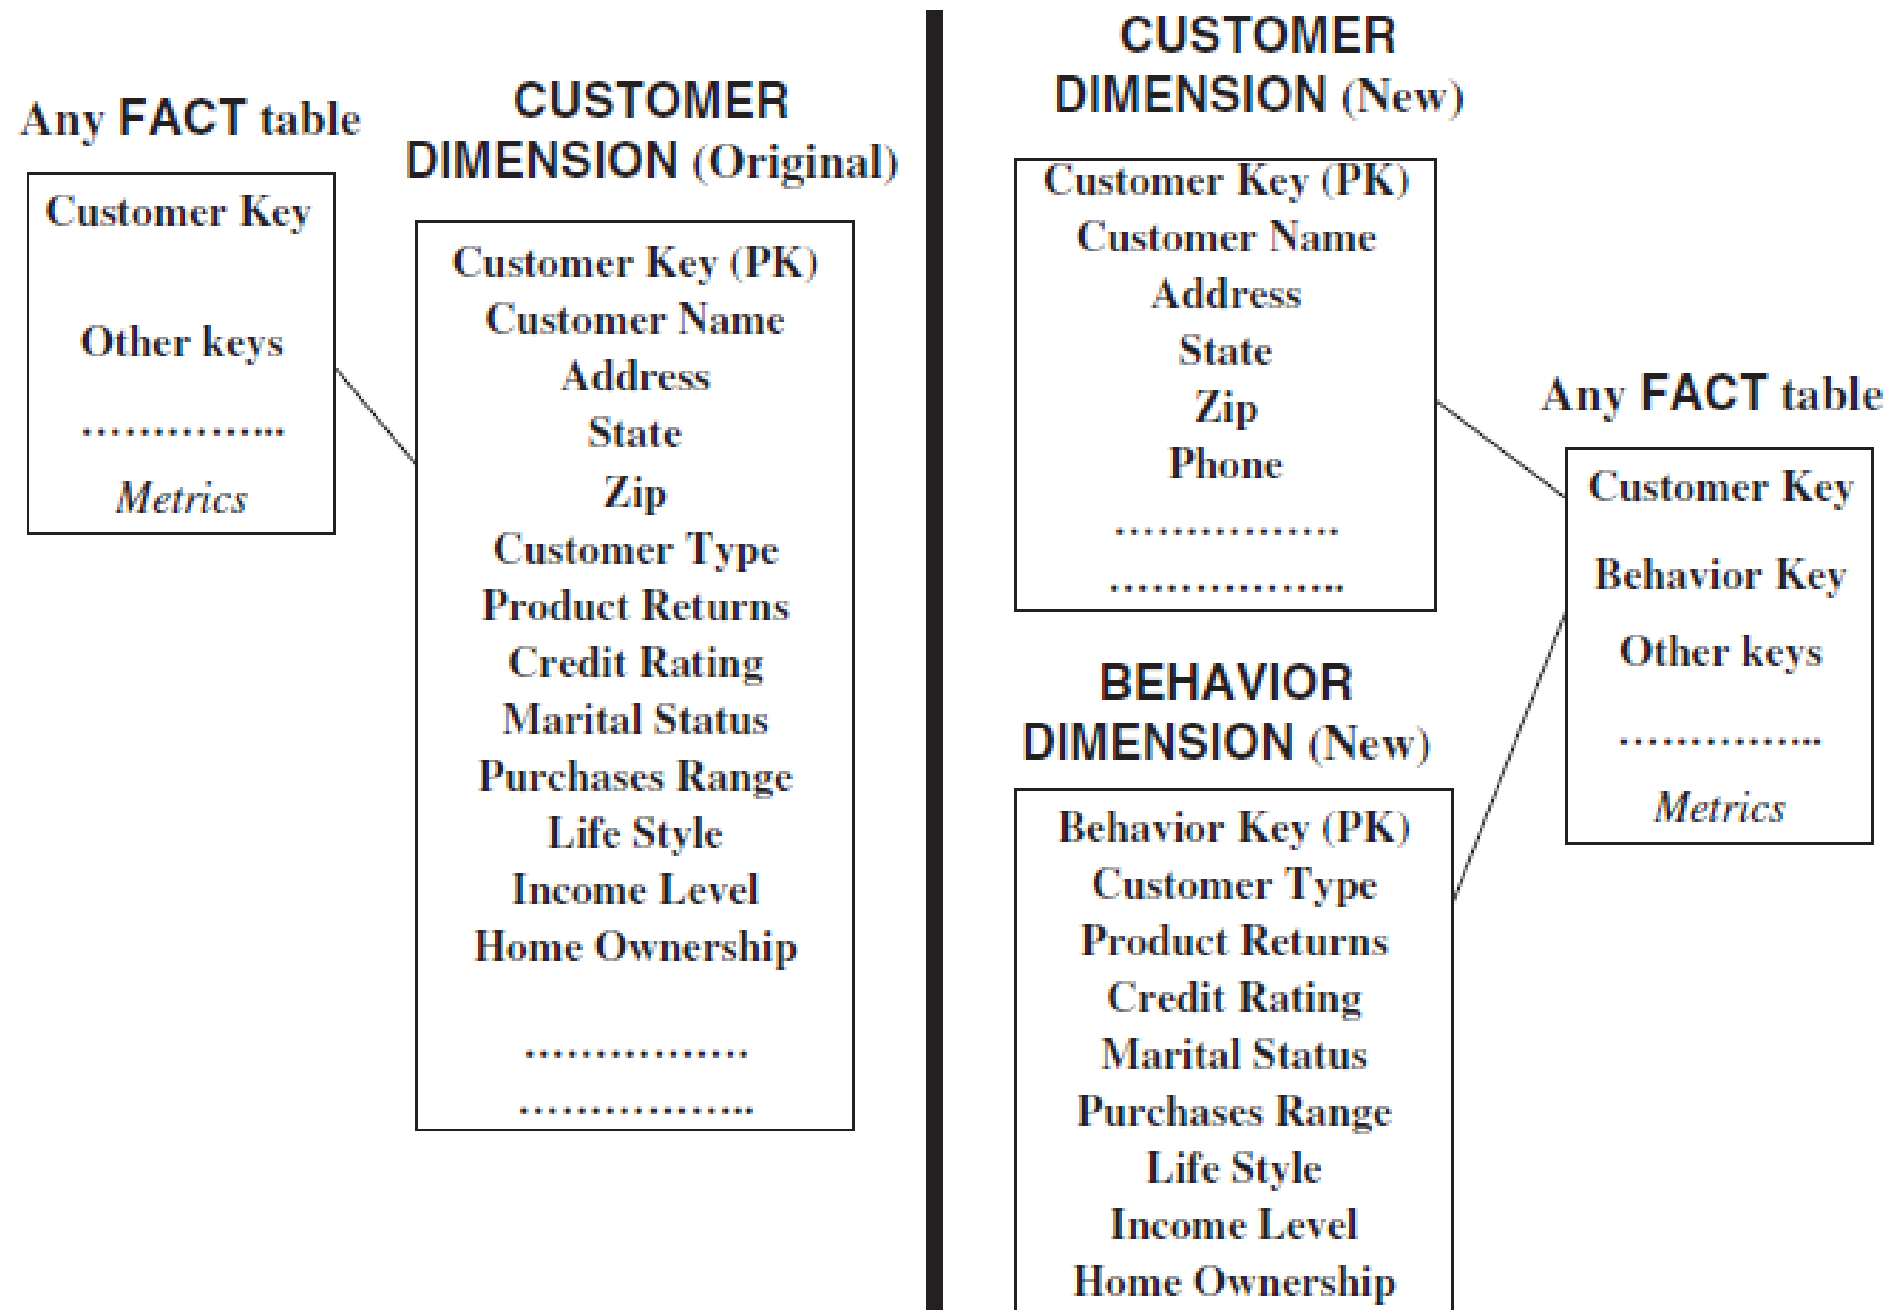 Any FACT table
Customer Key
Other keys
................
Metrics
CUSTOMER
DIMENSION (Original)
Customer Key (PK)
Customer Name
Address
State
Zip
Customer Type
Product Returns
Credit Rating
Marital Status
Purchases Range
Life Style
Income Level
Home Ownership
................
.................
CUSTOMER
DIMENSION (New)
Customer Key (PK)
Customer Name
Address
State
Zip
Phone
................
.................
BEHAVIOR
DIMENSION (New)
Behavior Key (PK)
Customer Type
Product Returns
Credit Rating
Marital Status
Purchases Range
Life Style
Income Level
Home Ownership
Any FACT table
Customer Key
Behavior Key
Other keys
................
Metrics